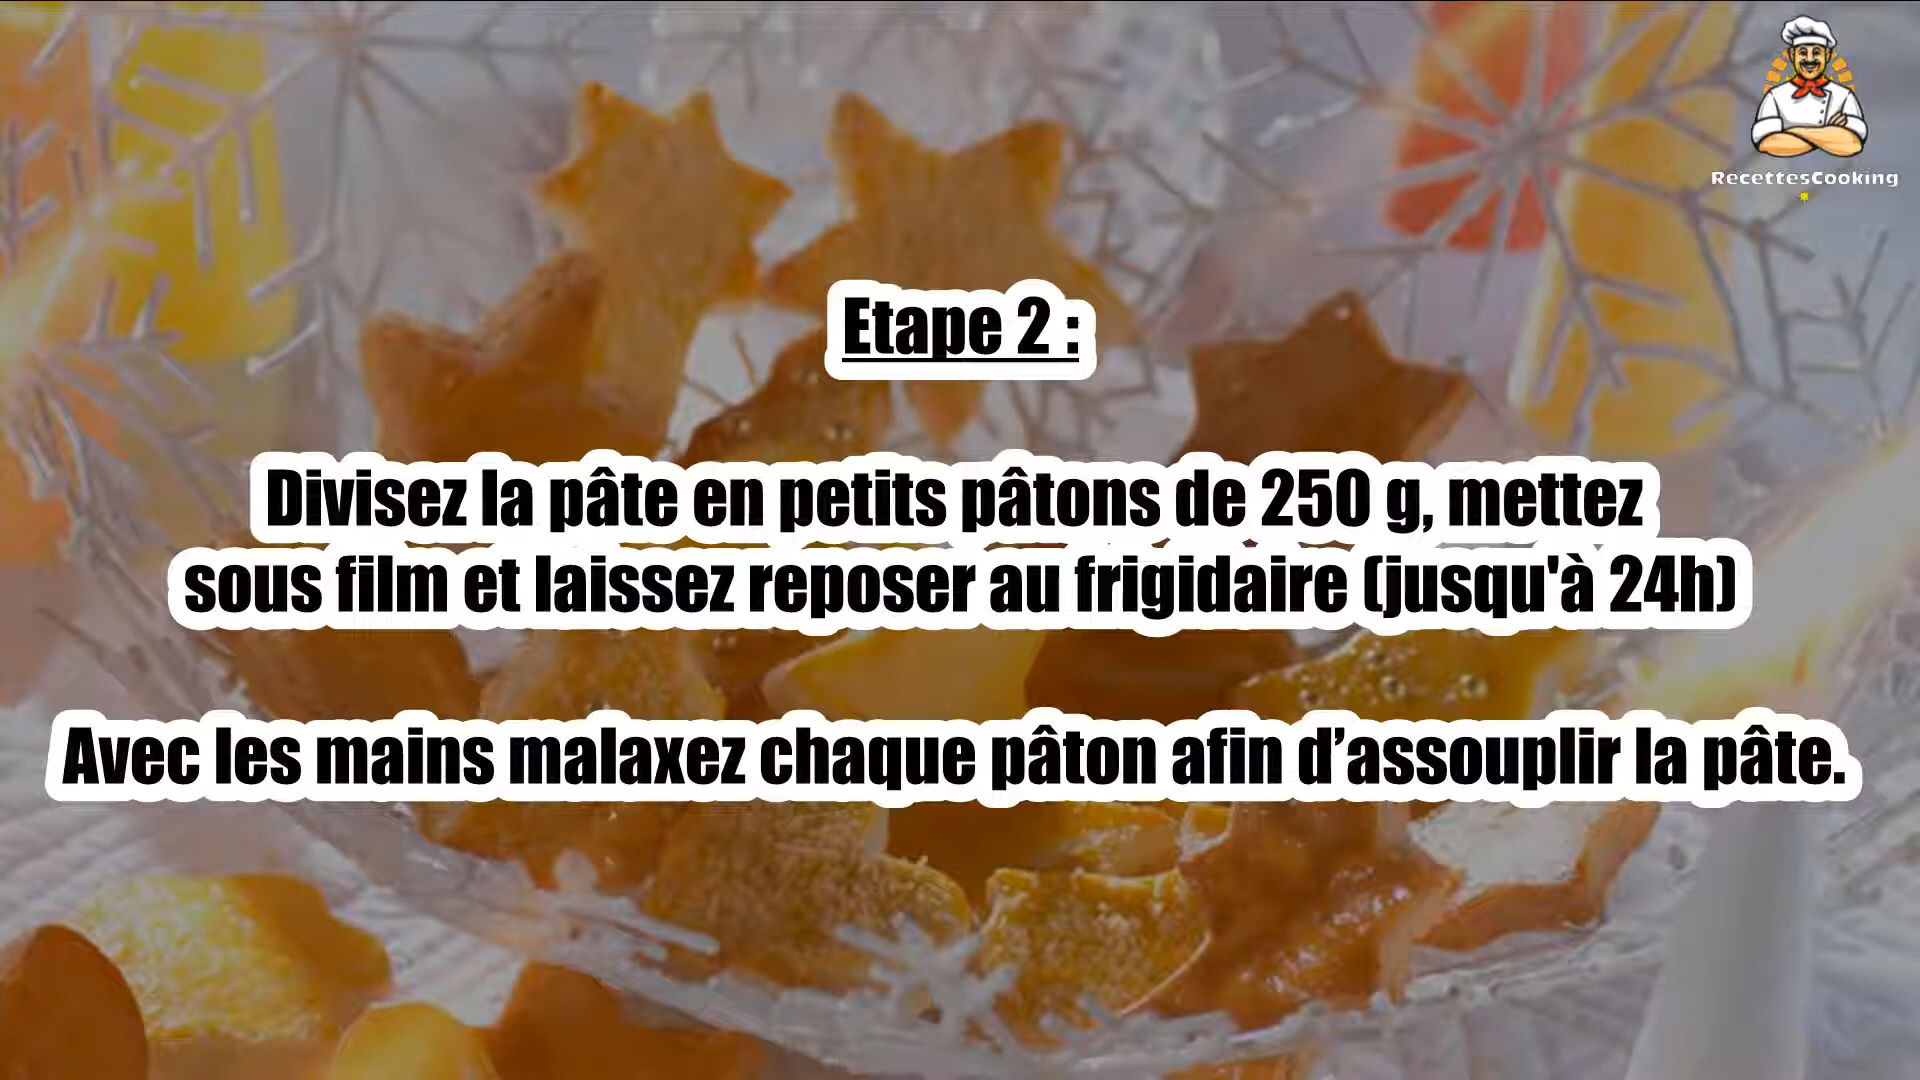 RecettesCooking
Etape 2 :
Divisez la pâte en petits pâtons de 250 g, mettez
sous film et laissez reposer au frigidaire (jusqu'à 24h)
Avec les mains malaxez chaque pâton afin d’assouplir la pâte.